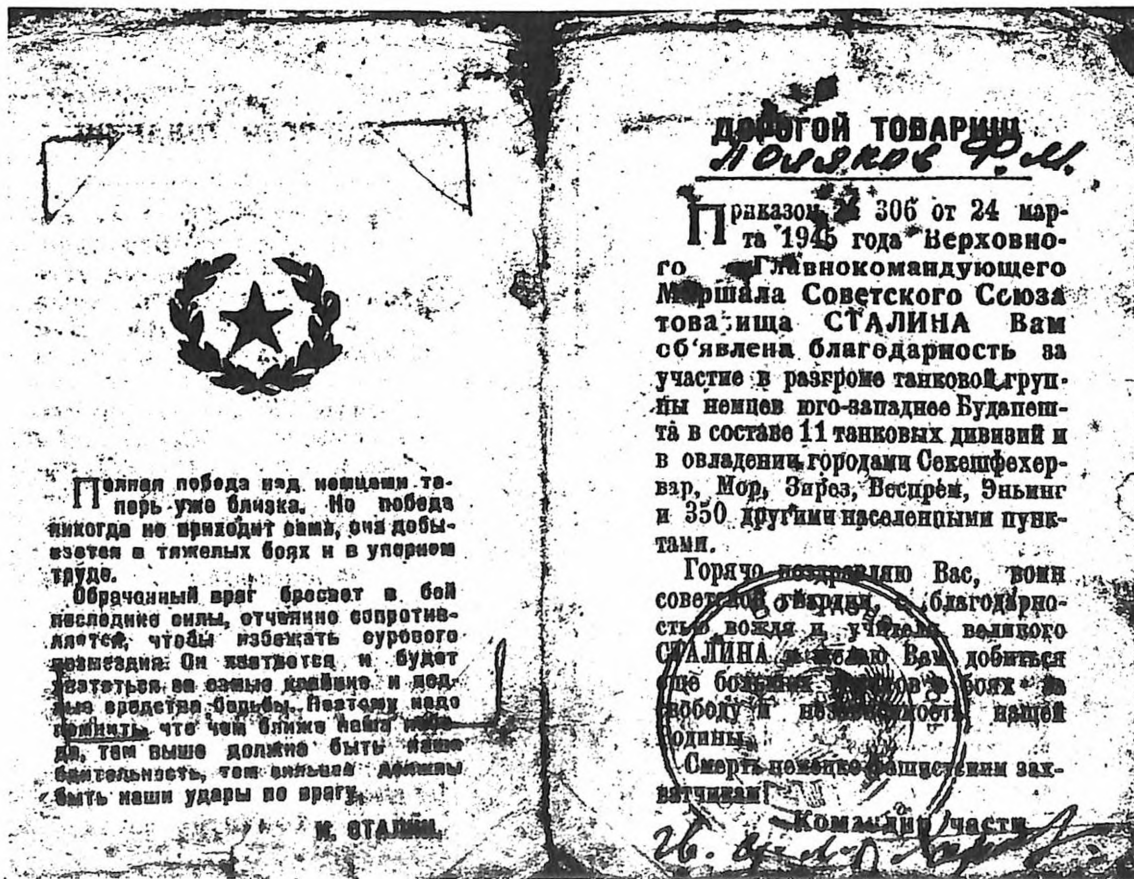 Полная победа над немцами те-
перь уже близка. Но победа
никогда не приходит сама, она добы-
вается в тяжелых боях и в упорном
труде.
Обреченный враг бросает в бой
последние силы, отчаянно сопротив-
ляется, чтобы избежать сурового
возмездия. Он хватается и будет
хвататься за самые крайние и под-
лые средства борьбы. Поэтому надо
помнить, что чем ближе наша побе-
да, тем выше должна быть наша
бдительность, тем сильнее должны
быть наши удары по врагу.
И. СТАЛИН.
ДОРОГОЙ ТОВАРИЩ
Поляков Ф.М.
Приказом № 306 от 24 мар-
та 1945 года Верховно-
го Главнокомандующего
Маршала Советского Союза
товарища СТАЛИНА Вам
об'явлена благодарность за
участие в разгроме танковой груп-
пы немцев юго-западнее Будапеш-
та в составе 11 танковых дивизий и
в овладении городами Секешфехер-
вар, Мор, Зирез, Веспрем, Эньинг
и 350 другими населенными пунк-
тами.
Горячо поздравляю Вас, воин
советской гвардии, с благодарно-
стью вождя и учителя великого
СТАЛИНА и желаю Вам добиться
еще больших успехов в боях за
свободу и независимость нашей
Родины.
Смерть немецко-фашистским зах-
ватчикам!
Командир части